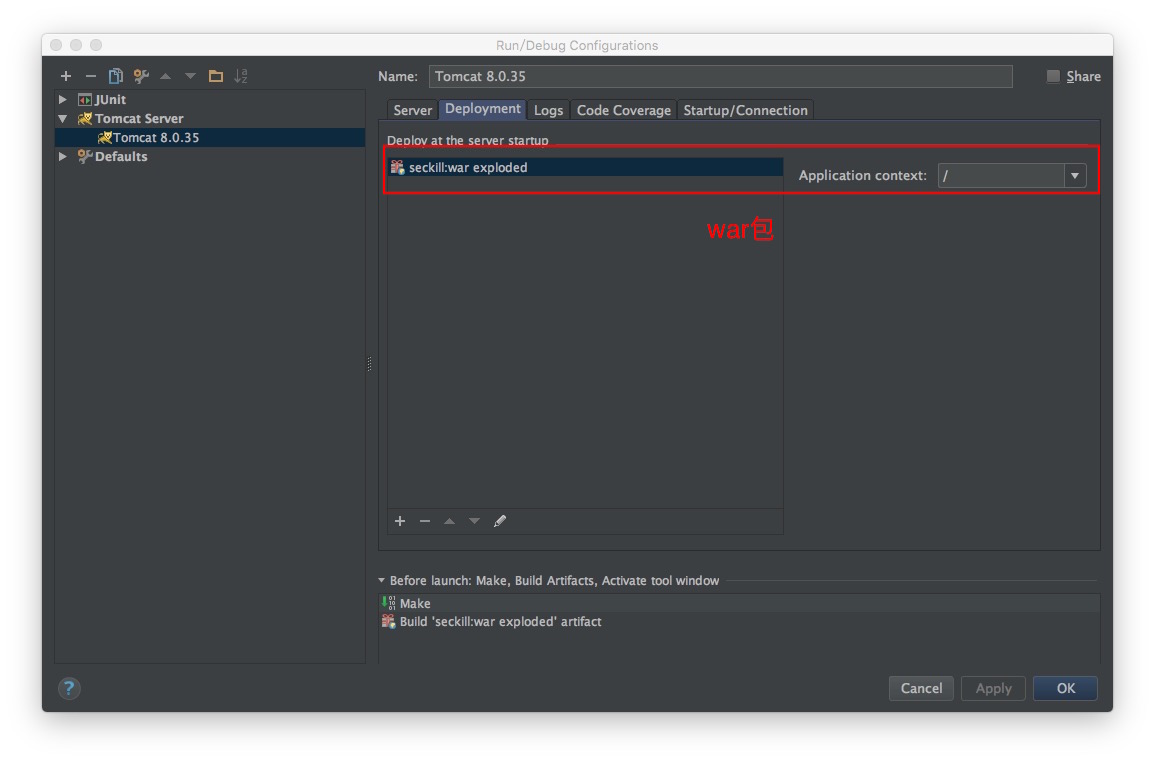 Run/Debug Configurations
Name: Tomcat 8.0.35 Share
JUnit
Tomcat Server
Tomcat 8.0.35
Defaults
Server Deployment Logs Code Coverage Startup/Connection
Deploy at the server startup
seckill:war exploded
Application context: /
war包
Before launch: Make, Build Artifacts, Activate tool window
Make
Build 'seckill:war exploded' artifact
? Cancel Apply OK